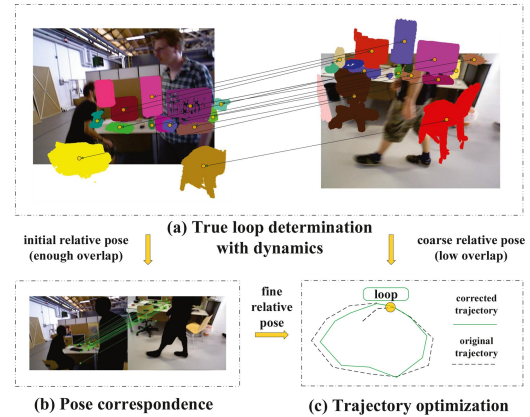 (a) True loop determination
with dynamics
initial relative pose
(enough overlap)
coarse relative pose
(low overlap)
fine
relative
pose
loop
corrected
trajectory
original
trajectory
(b) Pose correspondence
(c) Trajectory optimization